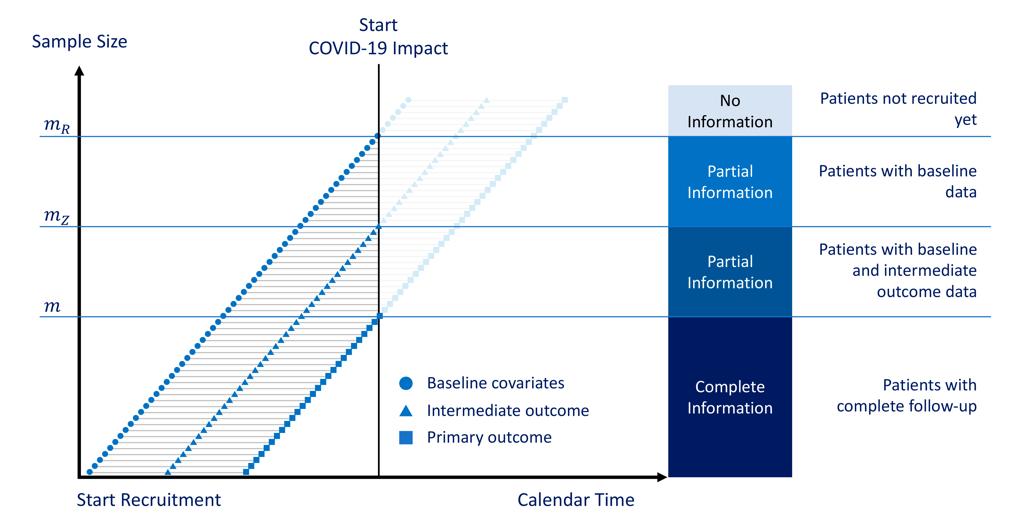 Start
COVID-19 Impact
Sample Size
No
Information
Patients not recruited
yet
m_R
Partial
Information
Patients with baseline
data
m_Z
Partial
Information
Patients with baseline
and intermediate
outcome data
m
Baseline covariates
Intermediate outcome
Primary outcome
Complete
Information
Patients with
complete follow-up
Start Recruitment
Calendar Time